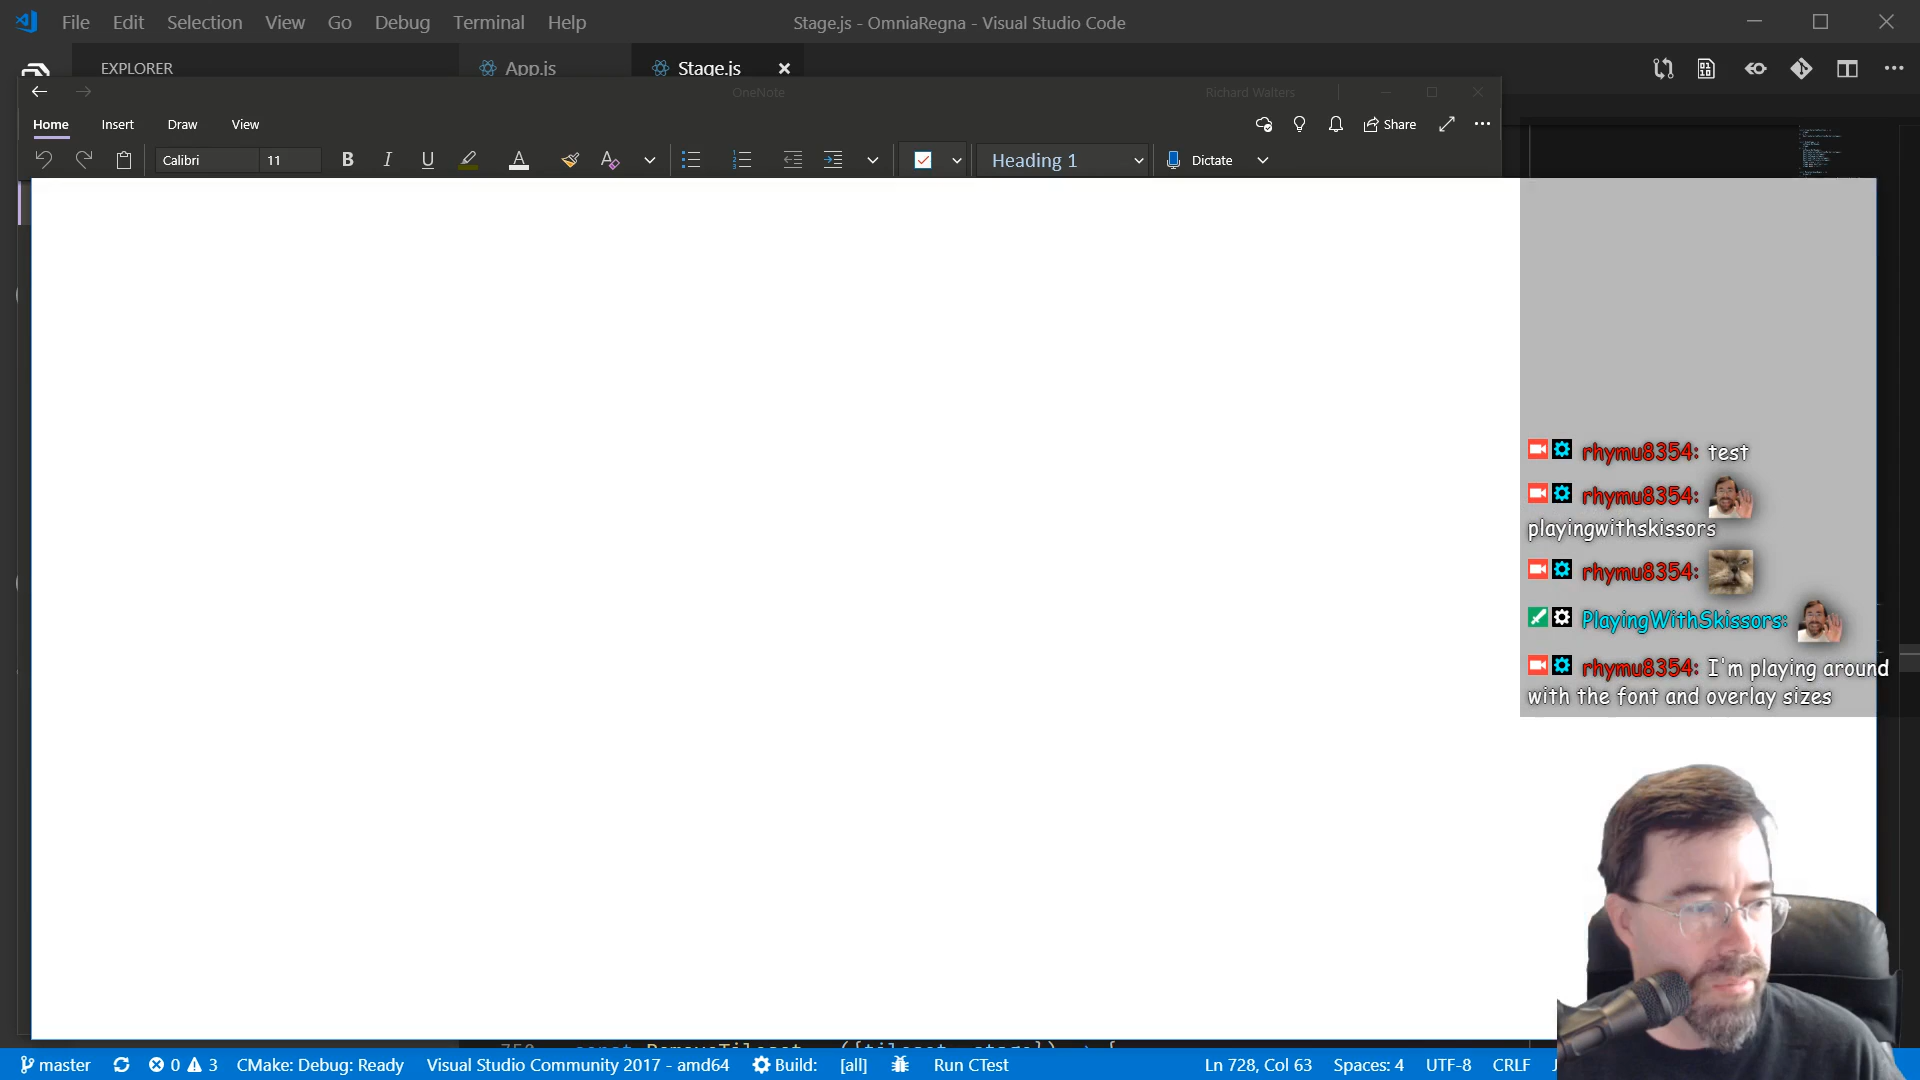 File Edit Selection View Go Debug Terminal Help Stage.js - OmniaRegna - Visual Studio Code
EXPLORER App.js Stage.js
OneNote Richard Walters
Home Insert Draw View Share
Calibri 11 B I U A Heading 1 Dictate
rhymu8354: test
rhymu8354:
playingwithskissors
rhymu8354:
PlayingWithSkissors:
rhymu8354: I'm playing around
with the font and overlay sizes
master 0 3 CMake: Debug: Ready Visual Studio Community 2017 - amd64 Build: [all] Run CTest Ln 728, Col 63 Spaces: 4 UTF-8 CRLF